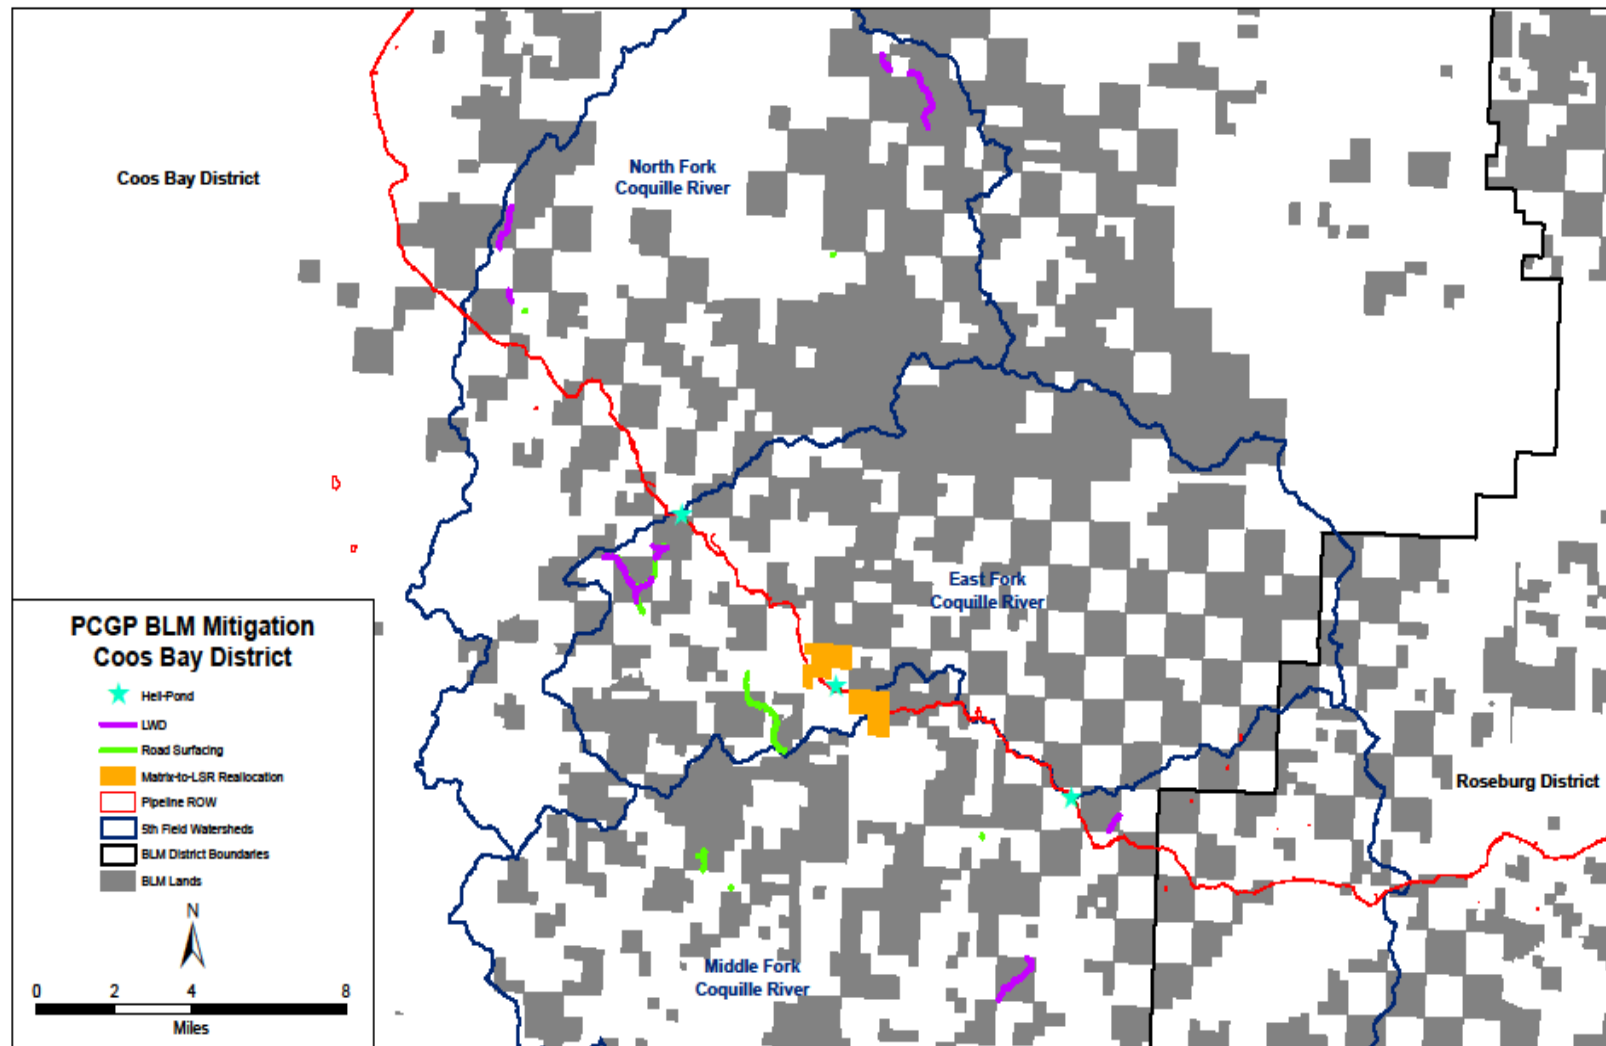 North Fork
Coquille River
Coos Bay District
East Fork
Coquille River
Roseburg District
Middle Fork
Coquille River
PCGP BLM Mitigation
Coos Bay District
Heli-Pond
LWD
Road Surfacing
Matrix-to-LSR Reallocation
Pipeline ROW
5th Field Watersheds
BLM District Boundaries
BLM Lands
N
0 2 4 8
Miles